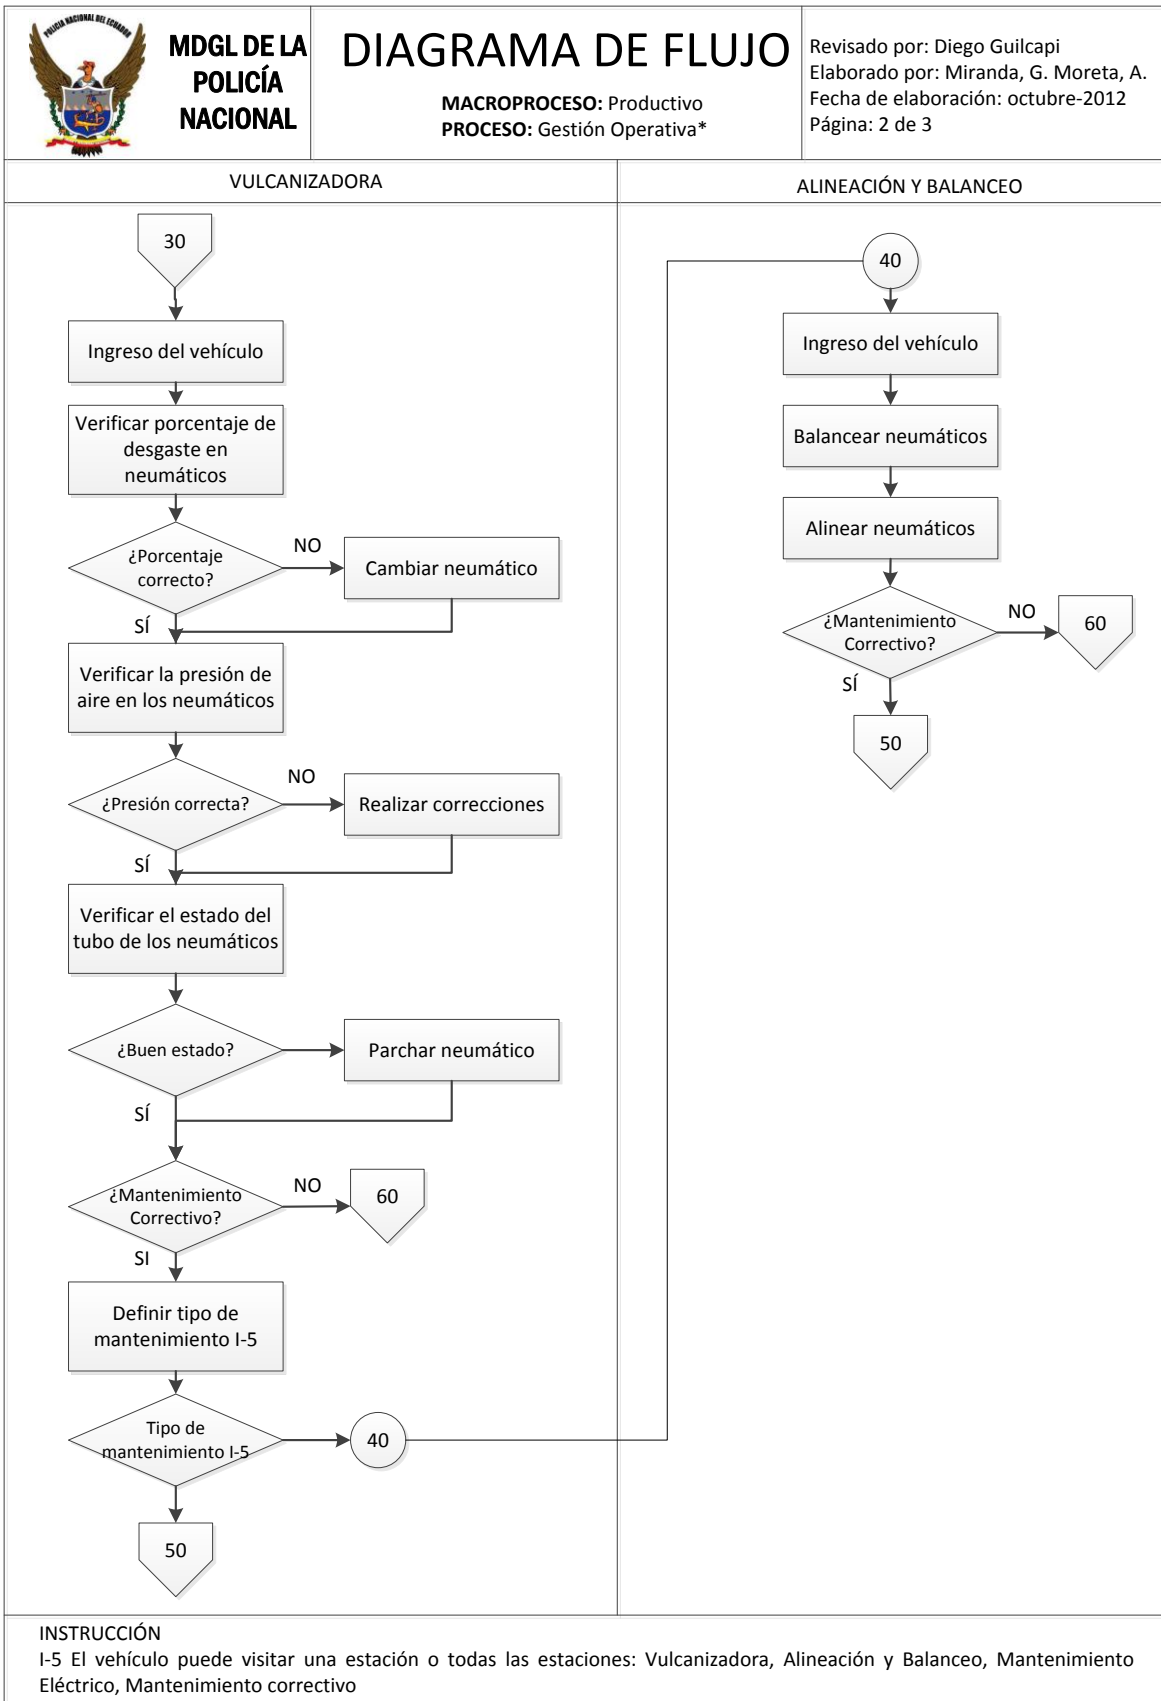 POLICIA NACIONAL DEL ECUADOR
MDGL DE LA
POLICÍA
NACIONAL
DIAGRAMA DE FLUJO
MACROPROCESO: Productivo
PROCESO: Gestión Operativa*
Revisado por: Diego Guilcapi
Elaborado por: Miranda, G. Moreta, A.
Fecha de elaboración: octubre-2012
Página: 2 de 3
VULCANIZADORA
30
Ingreso del vehículo
Verificar porcentaje de
desgaste en
neumáticos
¿Porcentaje
correcto?
NO
Cambiar neumático
SÍ
Verificar la presión de
aire en los neumáticos
¿Presión correcta?
NO
Realizar correcciones
SÍ
Verificar el estado del
tubo de los neumáticos
¿Buen estado?
Parchar neumático
SÍ
¿Mantenimiento
Correctivo?
NO
60
SI
Definir tipo de
mantenimiento I-5
Tipo de
mantenimiento I-5
40
50
ALINEACIÓN Y BALANCEO
40
Ingreso del vehículo
Balancear neumáticos
Alinear neumáticos
¿Mantenimiento
Correctivo?
NO
60
SÍ
50
INSTRUCCIÓN
I-5 El vehículo puede visitar una estación o todas las estaciones: Vulcanizadora, Alineación y Balanceo, Mantenimiento
Eléctrico, Mantenimiento correctivo